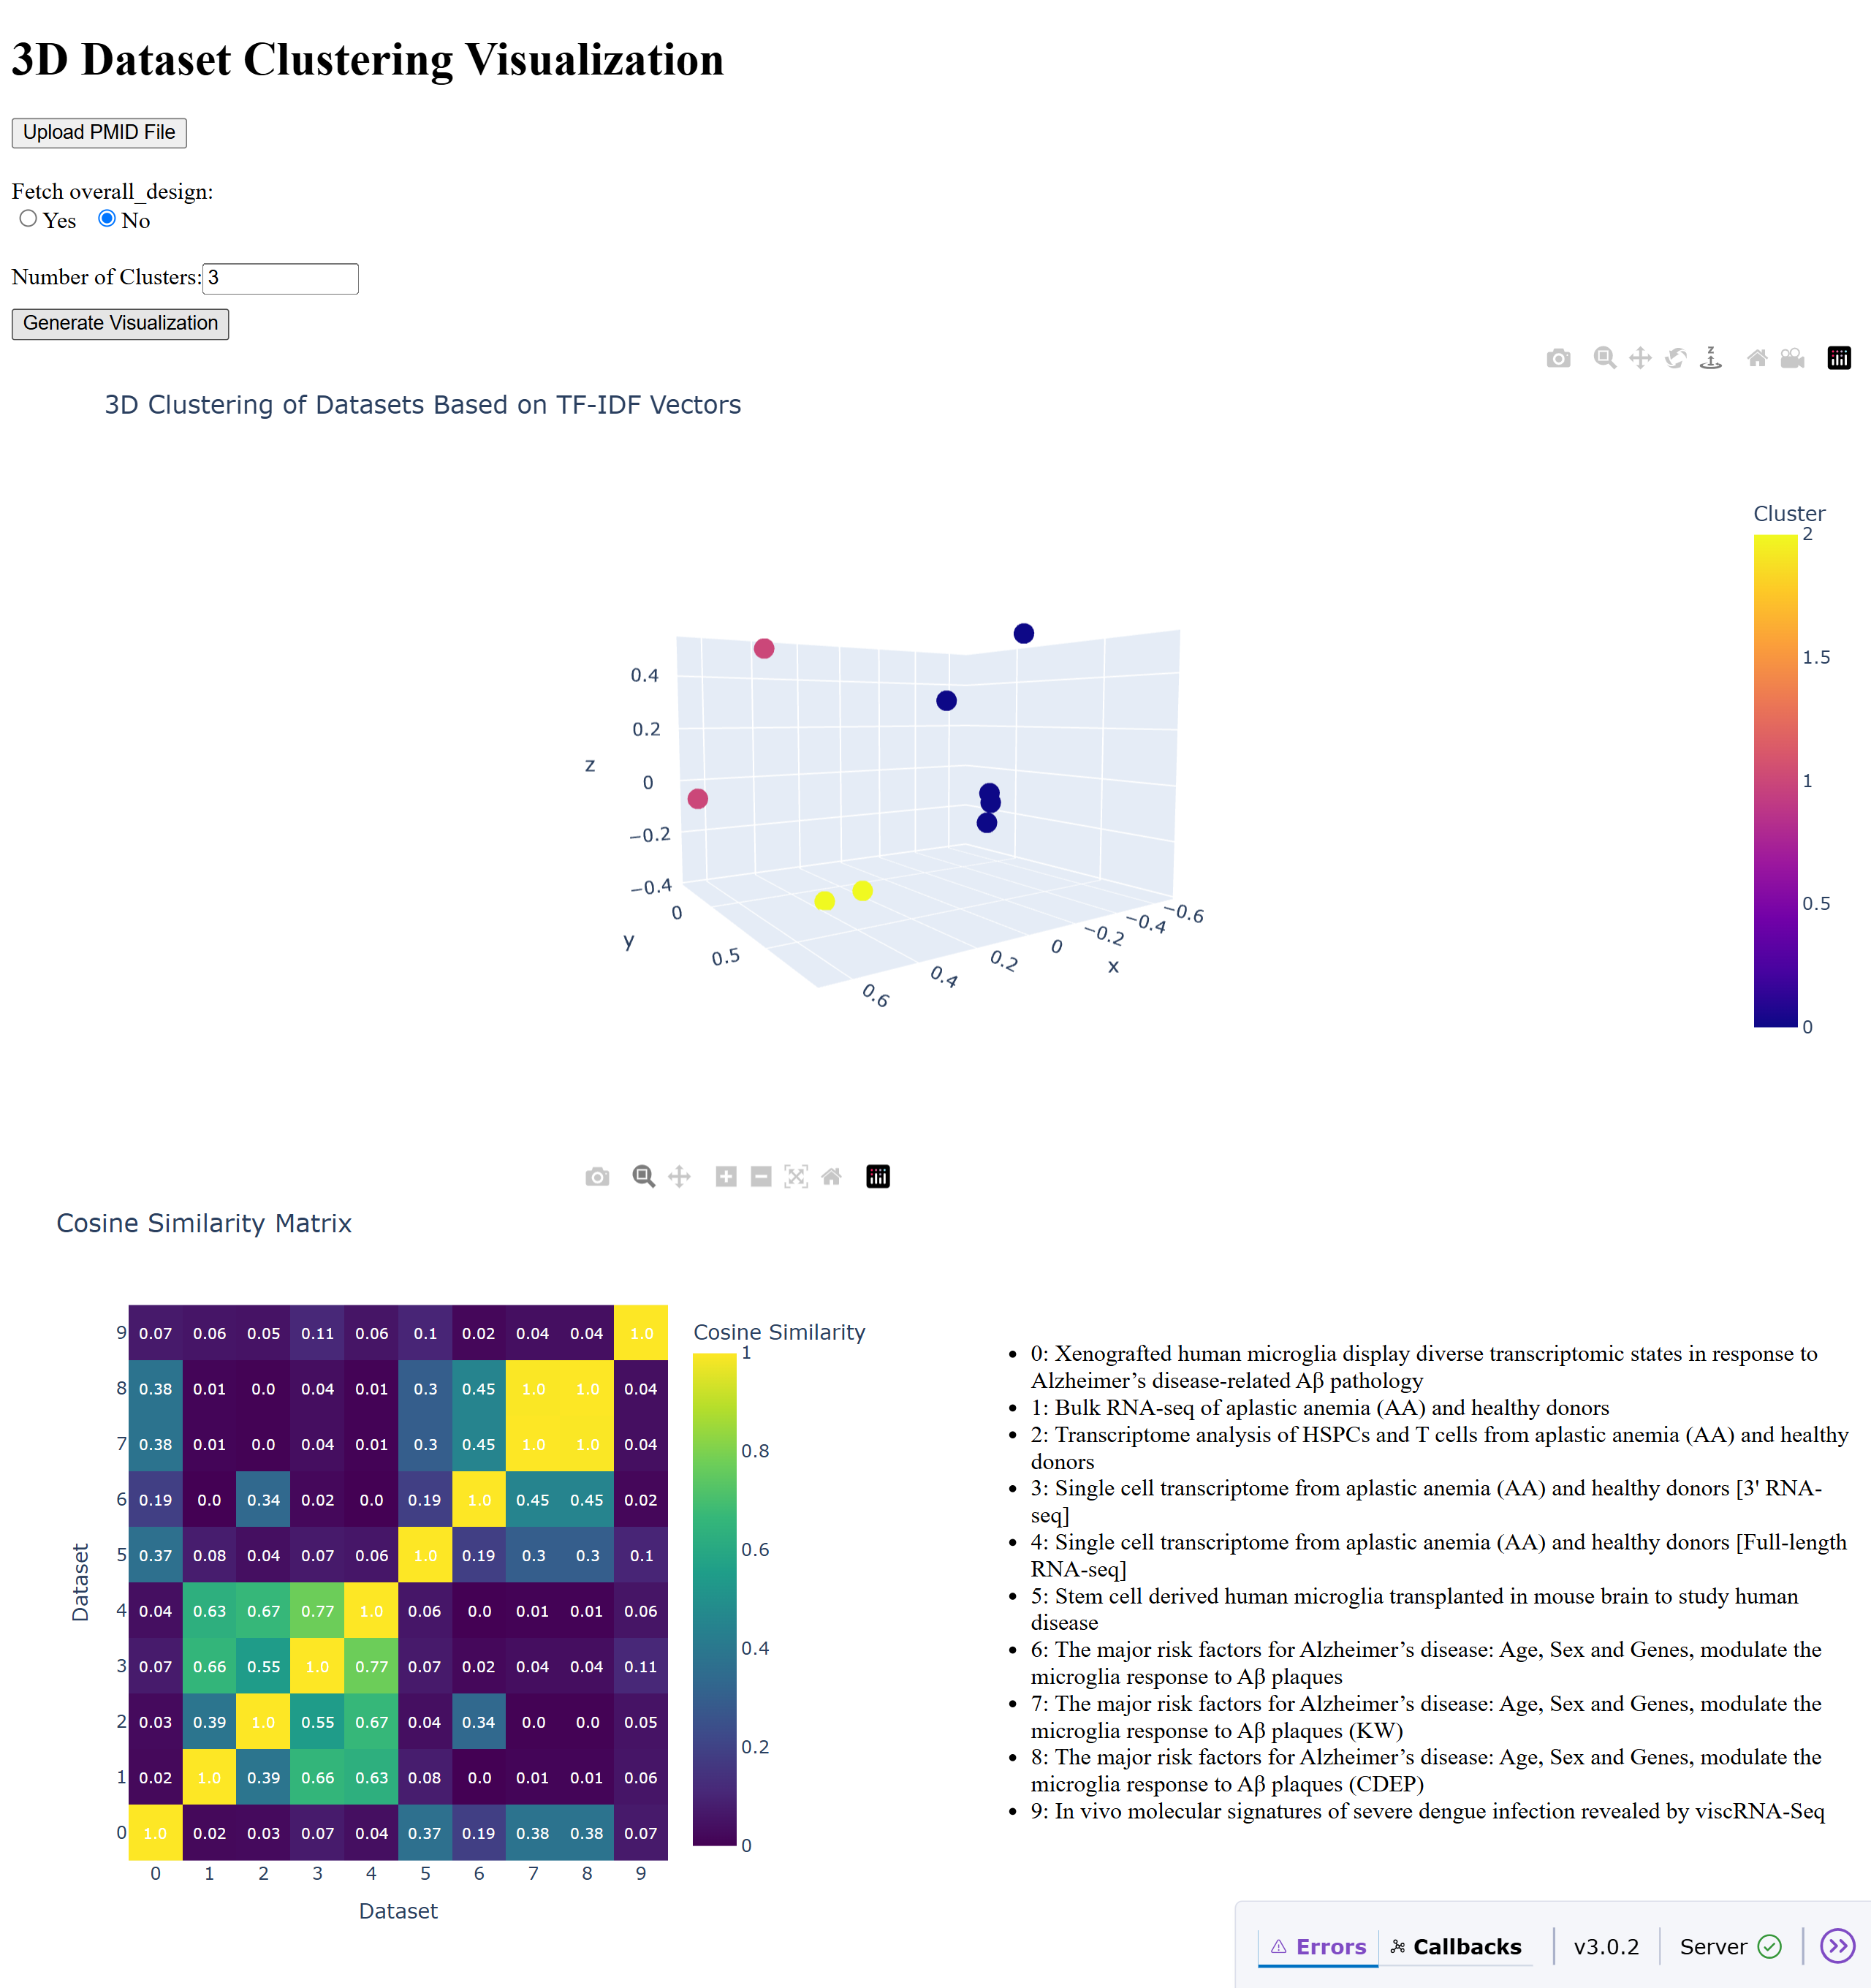 3D Dataset Clustering Visualization
Upload PMID File
Fetch overall_design:
Yes No
Number of Clusters: 3
Generate Visualization
z
3D Clustering of Datasets Based on TF-IDF Vectors
Cluster
2
1.5
1
0.5
0
0.4
0.2
z
0
−0.2
−0.4
0
y
0.5
0.6
0.4
0.2
0
−0.2
−0.4
−0.6
x
Cosine Similarity Matrix
9 0.07 0.06 0.05 0.11 0.06 0.1 0.02 0.04 0.04 1.0
8 0.38 0.01 0.0 0.04 0.01 0.3 0.45 1.0 1.0 0.04
7 0.38 0.01 0.0 0.04 0.01 0.3 0.45 1.0 1.0 0.04
6 0.19 0.0 0.34 0.02 0.0 0.19 1.0 0.45 0.45 0.02
5 0.37 0.08 0.04 0.07 0.06 1.0 0.19 0.3 0.3 0.1
4 0.04 0.63 0.67 0.77 1.0 0.06 0.0 0.01 0.01 0.06
3 0.07 0.66 0.55 1.0 0.77 0.07 0.02 0.04 0.04 0.11
2 0.03 0.39 1.0 0.55 0.67 0.04 0.34 0.0 0.0 0.05
1 0.02 1.0 0.39 0.66 0.63 0.08 0.0 0.01 0.01 0.06
0 1.0 0.02 0.03 0.07 0.04 0.37 0.19 0.38 0.38 0.07
0 1 2 3 4 5 6 7 8 9
Dataset
Dataset
Cosine Similarity
1
0.8
0.6
0.4
0.2
0
• 0: Xenografted human microglia display diverse transcriptomic states in response to
Alzheimer’s disease-related Aβ pathology
• 1: Bulk RNA-seq of aplastic anemia (AA) and healthy donors
• 2: Transcriptome analysis of HSPCs and T cells from aplastic anemia (AA) and healthy
donors
• 3: Single cell transcriptome from aplastic anemia (AA) and healthy donors [3' RNA-
seq]
• 4: Single cell transcriptome from aplastic anemia (AA) and healthy donors [Full-length
RNA-seq]
• 5: Stem cell derived human microglia transplanted in mouse brain to study human
disease
• 6: The major risk factors for Alzheimer’s disease: Age, Sex and Genes, modulate the
microglia response to Aβ plaques
• 7: The major risk factors for Alzheimer’s disease: Age, Sex and Genes, modulate the
microglia response to Aβ plaques (KW)
• 8: The major risk factors for Alzheimer’s disease: Age, Sex and Genes, modulate the
microglia response to Aβ plaques (CDEP)
• 9: In vivo molecular signatures of severe dengue infection revealed by viscRNA-Seq
Errors Callbacks v3.0.2 Server